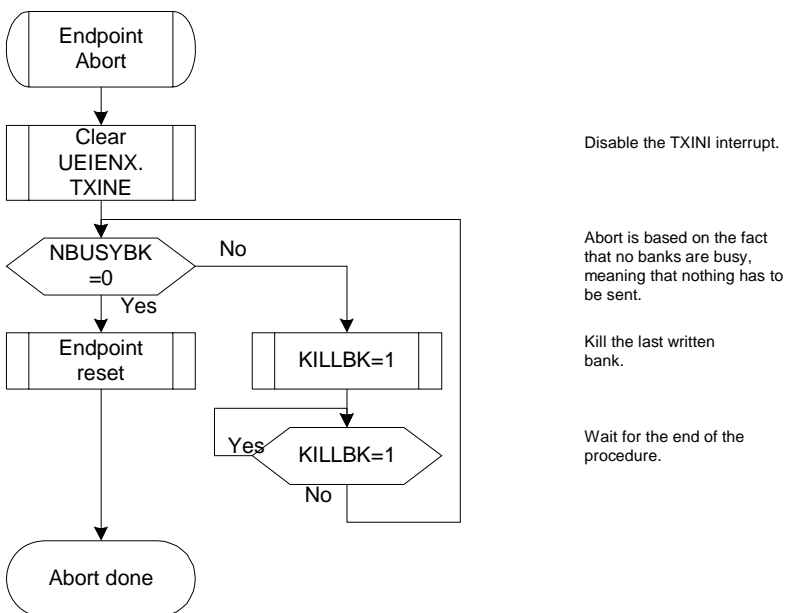 Endpoint
Abort
Clear
UEIENX.
TXINE
Disable the TXINI interrupt.
NBUSYBK
=0
No
Yes
Abort is based on the fact
that no banks are busy,
meaning that nothing has to
be sent.
Endpoint
reset
KILLBK=1
Kill the last written
bank.
Yes
KILLBK=1
No
Wait for the end of the
procedure.
Abort done